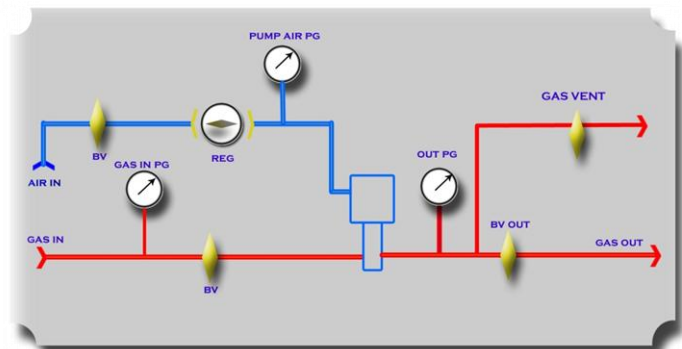 PUMP AIR PG
GAS VENT
BV
REG
GAS IN PG
OUT PG
AIR IN
GAS IN
BV OUT
GAS OUT
BV